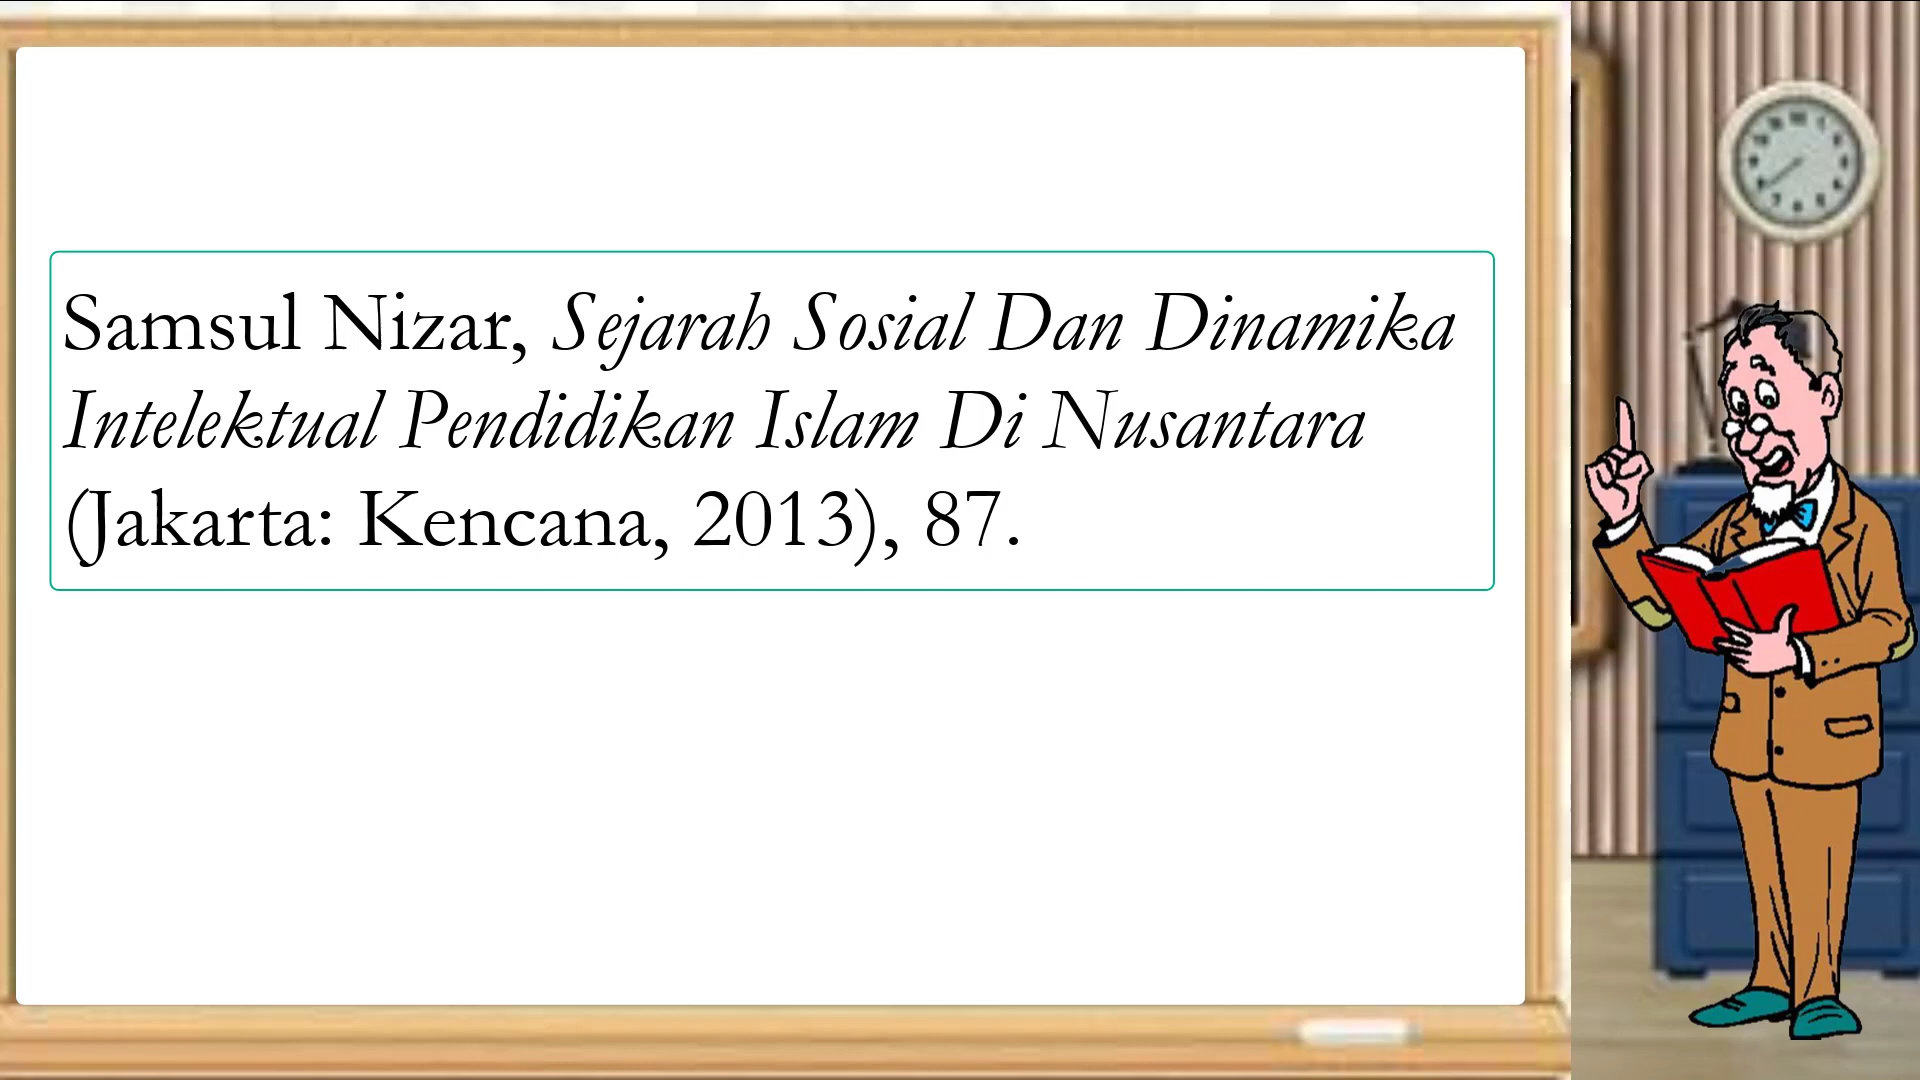 Samsul Nizar, Sejarah Sosial Dan Dinamika
Intelektual Pendidikan Islam Di Nusantara
(Jakarta: Kencana, 2013), 87.